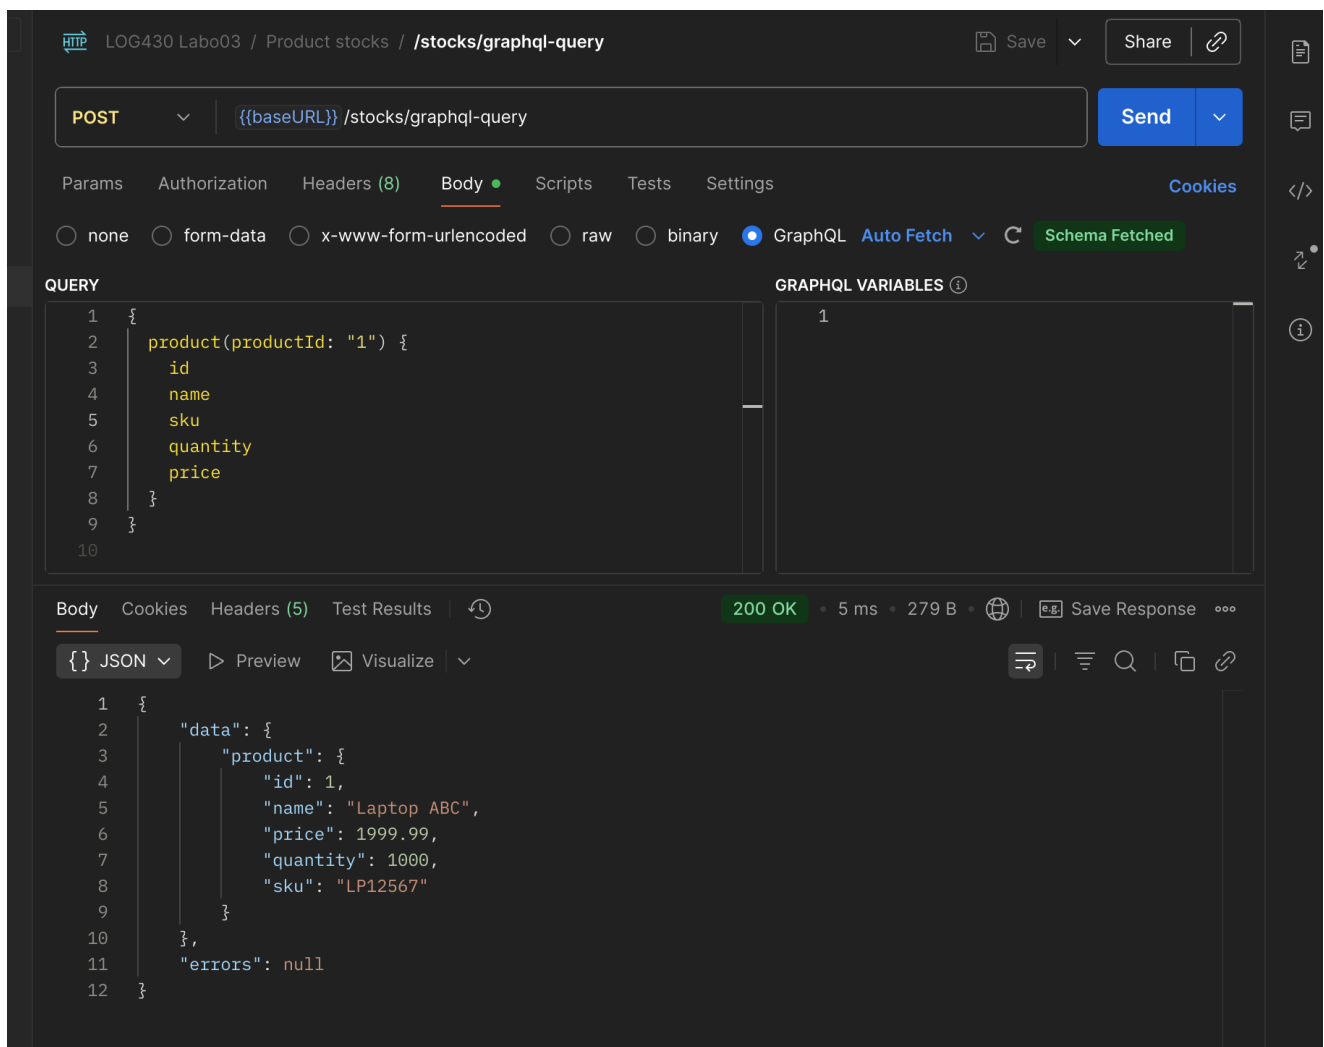 HTTP LOG430 Labo03 / Product stocks / /stocks/graphql-query Save Share
POST {{baseURL}}/stocks/graphql-query Send
Params Authorization Headers (8) Body Scripts Tests Settings Cookies
none form-data x-www-form-urlencoded raw binary GraphQL Auto Fetch Schema Fetched
QUERY GRAPHQL VARIABLES
1 { 1
2 product(productId: "1") {
3 id
4 name
5 sku
6 quantity
7 price
8 }
9 }
10
Body Cookies Headers (5) Test Results 200 OK • 5 ms • 279 B • e.g. Save Response
{} JSON Preview Visualize
1 {
2 "data": {
3 "product": {
4 "id": 1,
5 "name": "Laptop ABC",
6 "price": 1999.99,
7 "quantity": 1000,
8 "sku": "LP12567"
9 }
10 },
11 "errors": null
12 }